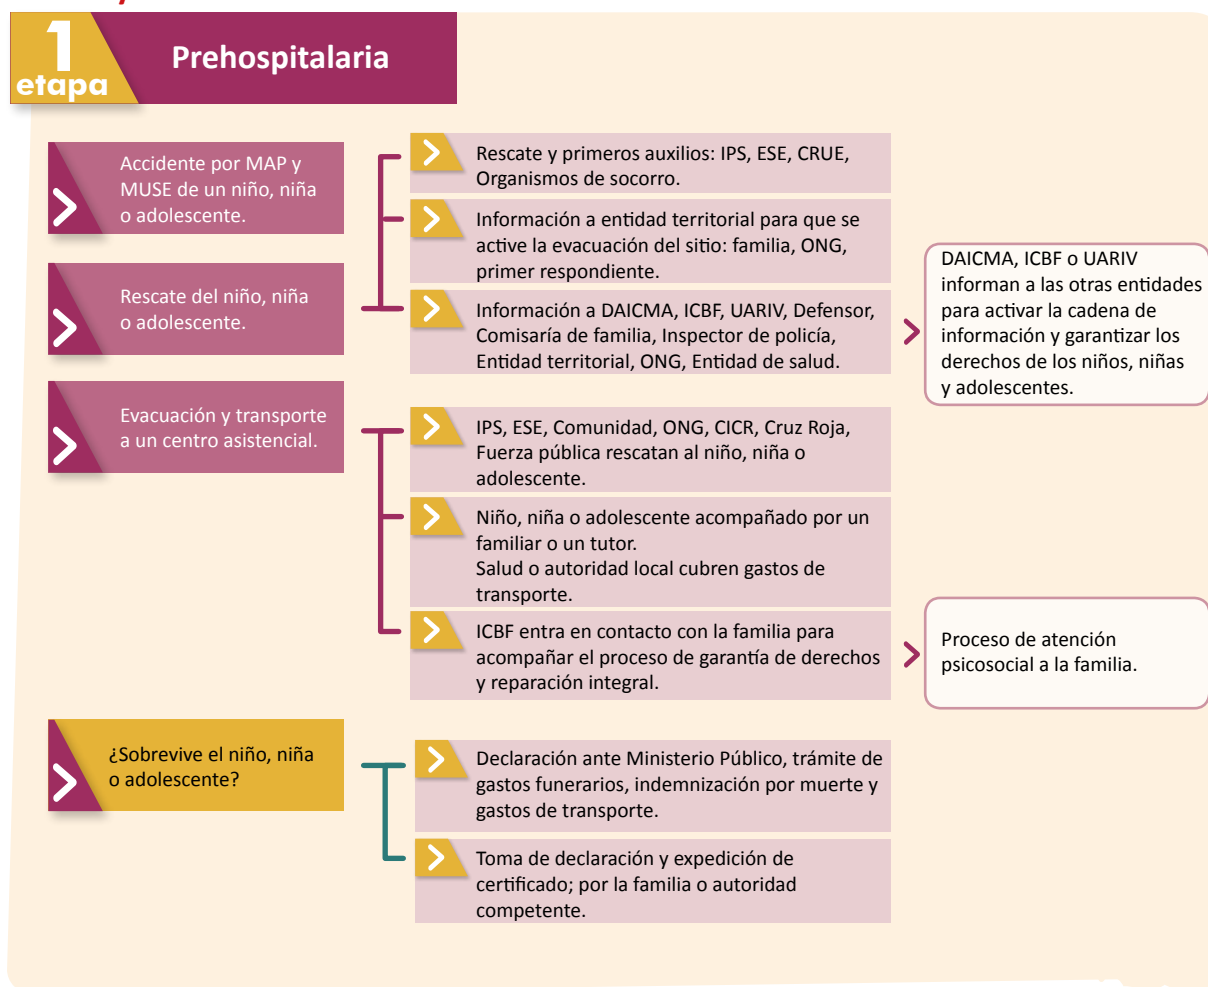 1
etapa
Prehospitalaria
Accidente por MAP y
MUSE de un niño, niña
o adolescente.
Rescate del niño, niña
o adolescente.
Rescate y primeros auxilios: IPS, ESE, CRUE,
Organismos de socorro.
Información a entidad territorial para que se
active la evacuación del sitio: familia, ONG,
primer respondiente.
Información a DAICMA, ICBF, UARIV, Defensor,
Comisaría de familia, Inspector de policía,
Entidad territorial, ONG, Entidad de salud.
DAICMA, ICBF o UARIV
informan a las otras entidades
para activar la cadena de
información y garantizar los
derechos de los niños, niñas
y adolescentes.
Evacuación y transporte
a un centro asistencial.
IPS, ESE, Comunidad, ONG, CICR, Cruz Roja,
Fuerza pública rescatan al niño, niña o
adolescente.
Niño, niña o adolescente acompañado por un
familiar o un tutor.
Salud o autoridad local cubren gastos de
transporte.
ICBF entra en contacto con la familia para
acompañar el proceso de garantía de derechos
y reparación integral.
Proceso de atención
psicosocial a la familia.
¿Sobrevive el niño, niña
o adolescente?
Declaración ante Ministerio Público, trámite de
gastos funerarios, indemnización por muerte y
gastos de transporte.
Toma de declaración y expedición de
certificado; por la familia o autoridad
competente.